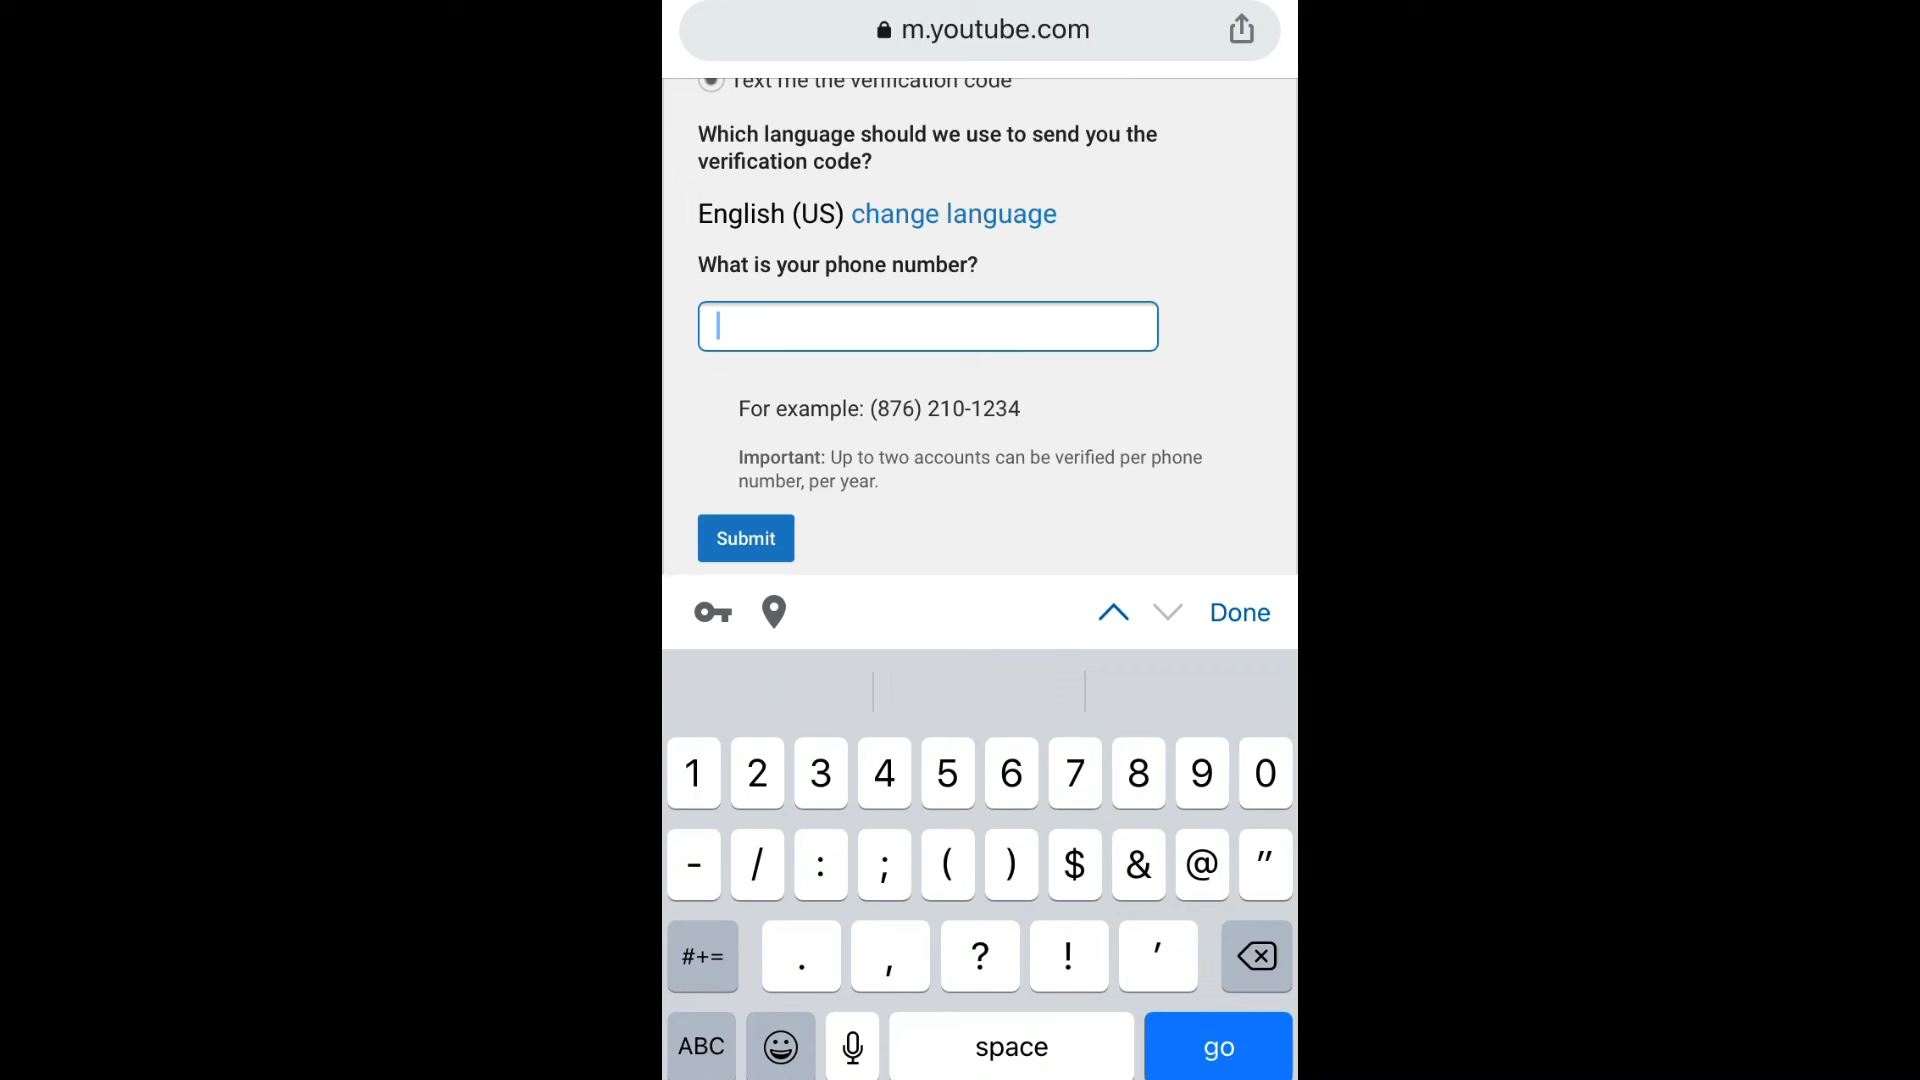 m.youtube.com
Text me the verification code
Which language should we use to send you the
verification code?
English (US) change language
What is your phone number?
For example: (876) 210-1234
Important: Up to two accounts can be verified per phone
number, per year.
Submit
Done
1 2 3 4 5 6 7 8 9 0
- / : ; ( ) $ & @ "
#+= . , ? ! '
ABC space go